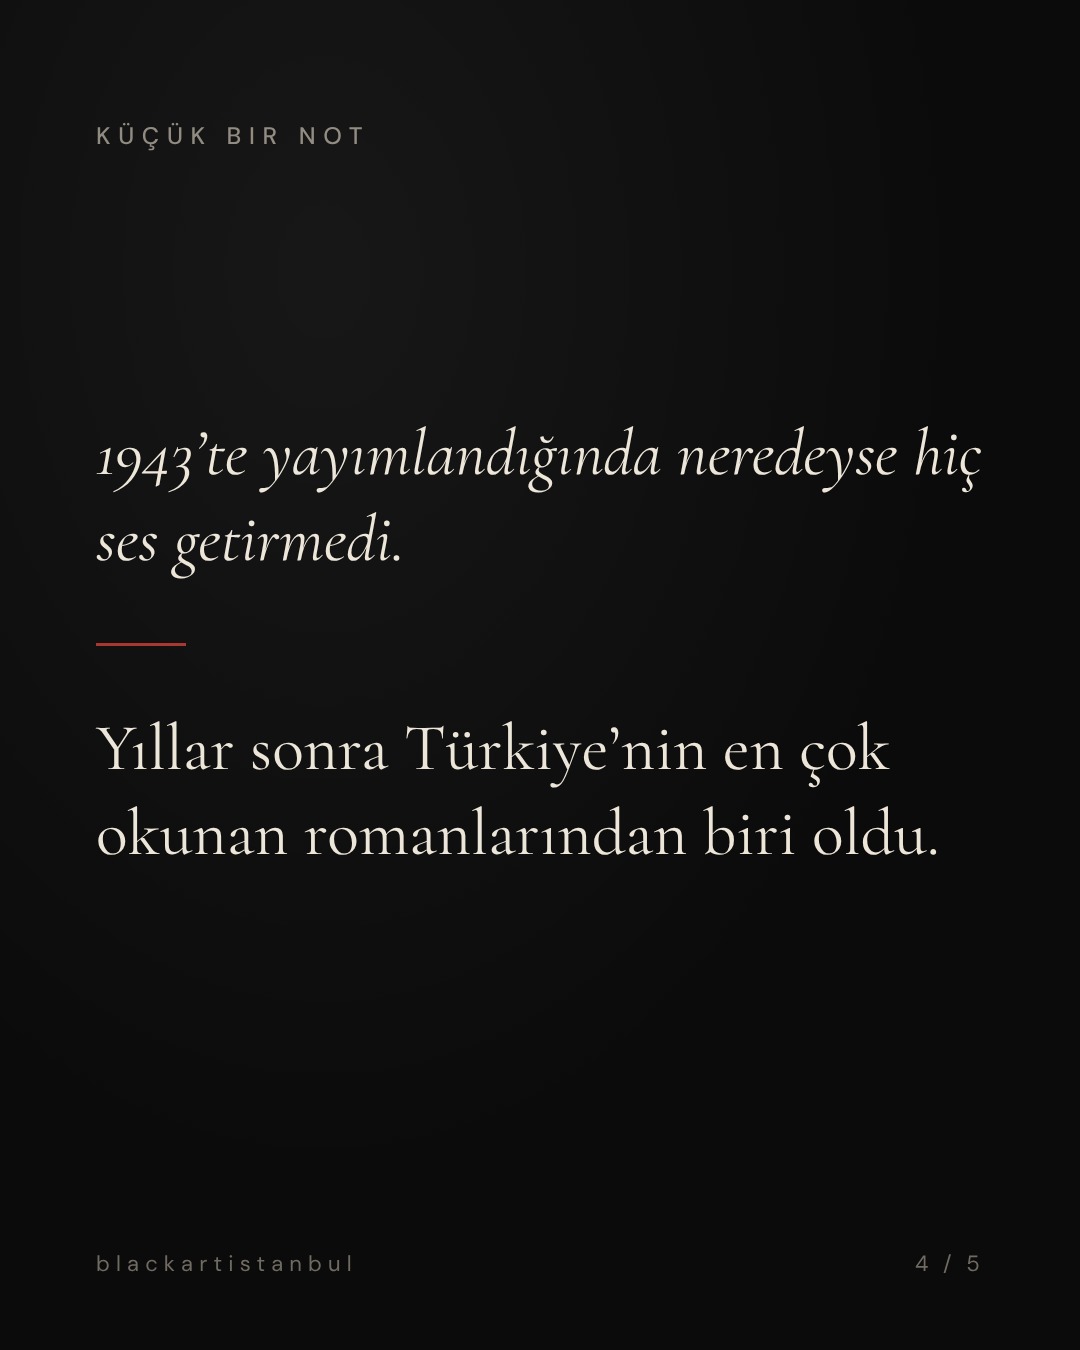 KÜÇÜK BIR NOT
1943’te yayımlandığında neredeyse hiç
ses getirmedi.
Yıllar sonra Türkiye’nin en çok
okunan romanlarından biri oldu.
blackartistanbul
4 / 5